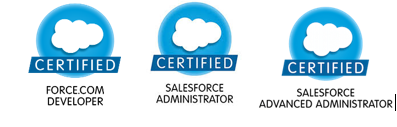 CERTIFIED
FORCE.COM
DEVELOPER
CERTIFIED
SALESFORCE
ADMINISTRATOR
CERTIFIED
SALESFORCE
ADVANCED ADMINISTRATOR